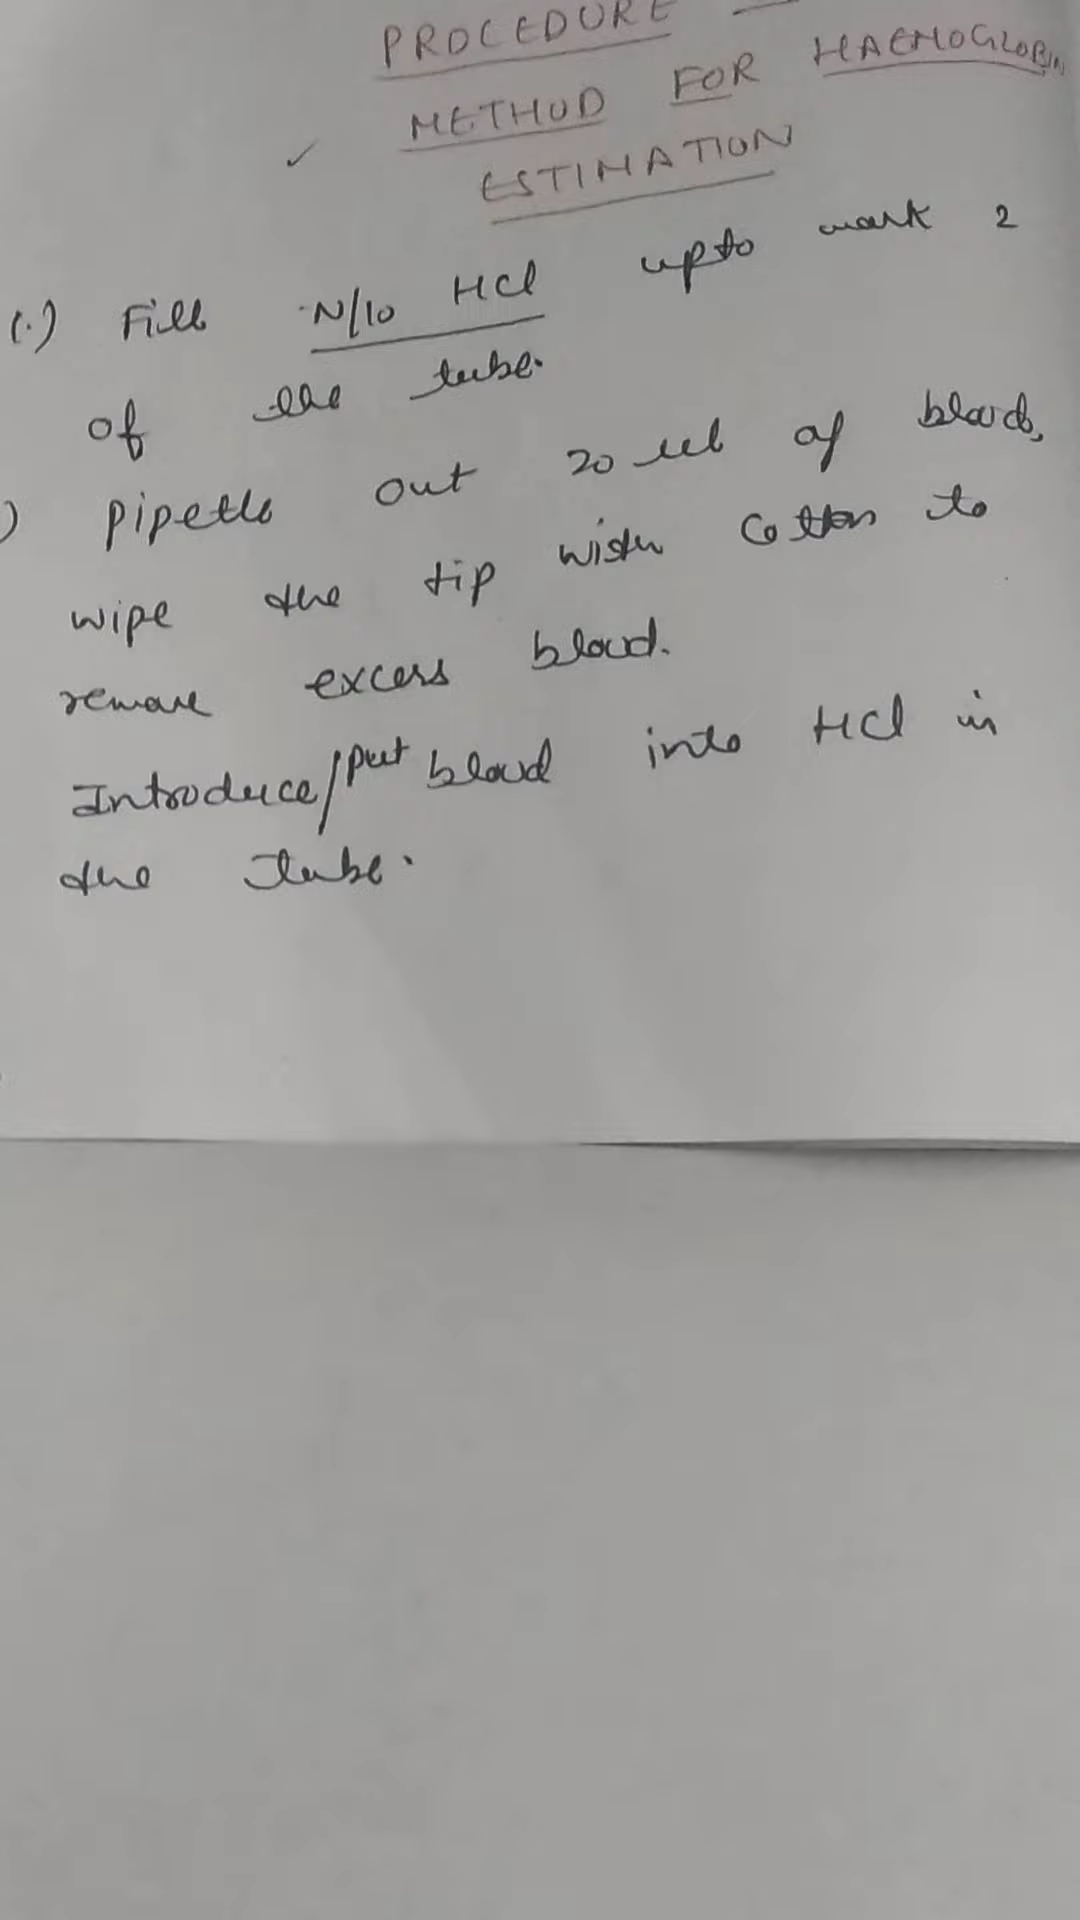 PROCEDURE -
METHOD FOR HAEMOGLOBIN
ESTIMATION
(.) Fill N/10 HCl upto mark 2
of the tube.
) Pipette out 20 ul of blood,
wipe the tip with Cotton to
remove excess blood.
Introduce/put blood into HCl in
the tube.